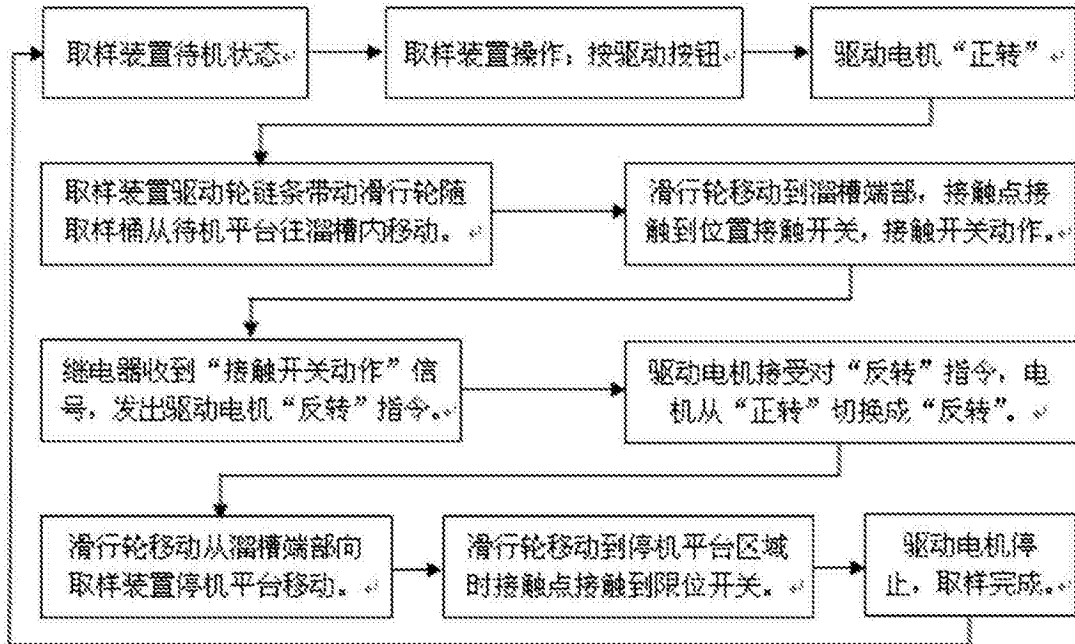 取样装置待机状态
取样装置操作：按驱动按钮
驱动电机“正转”
取样装置驱动轮链条带动滑行轮随
取样桶从待机平台往溜槽内移动。
滑行轮移动到溜槽端部，接触点接
触到位置接触开关，接触开关动作。
继电器收到“接触开关动作”信
号，发出驱动电机“反转”指令。
驱动电机接受对“反转”指令，电
机从“正转”切换成“反转”。
滑行轮移动从溜槽端部向
取样装置停机平台移动。
滑行轮移动到停机平台区域
时接触点接触到限位开关。
驱动电机停
止，取样完成。